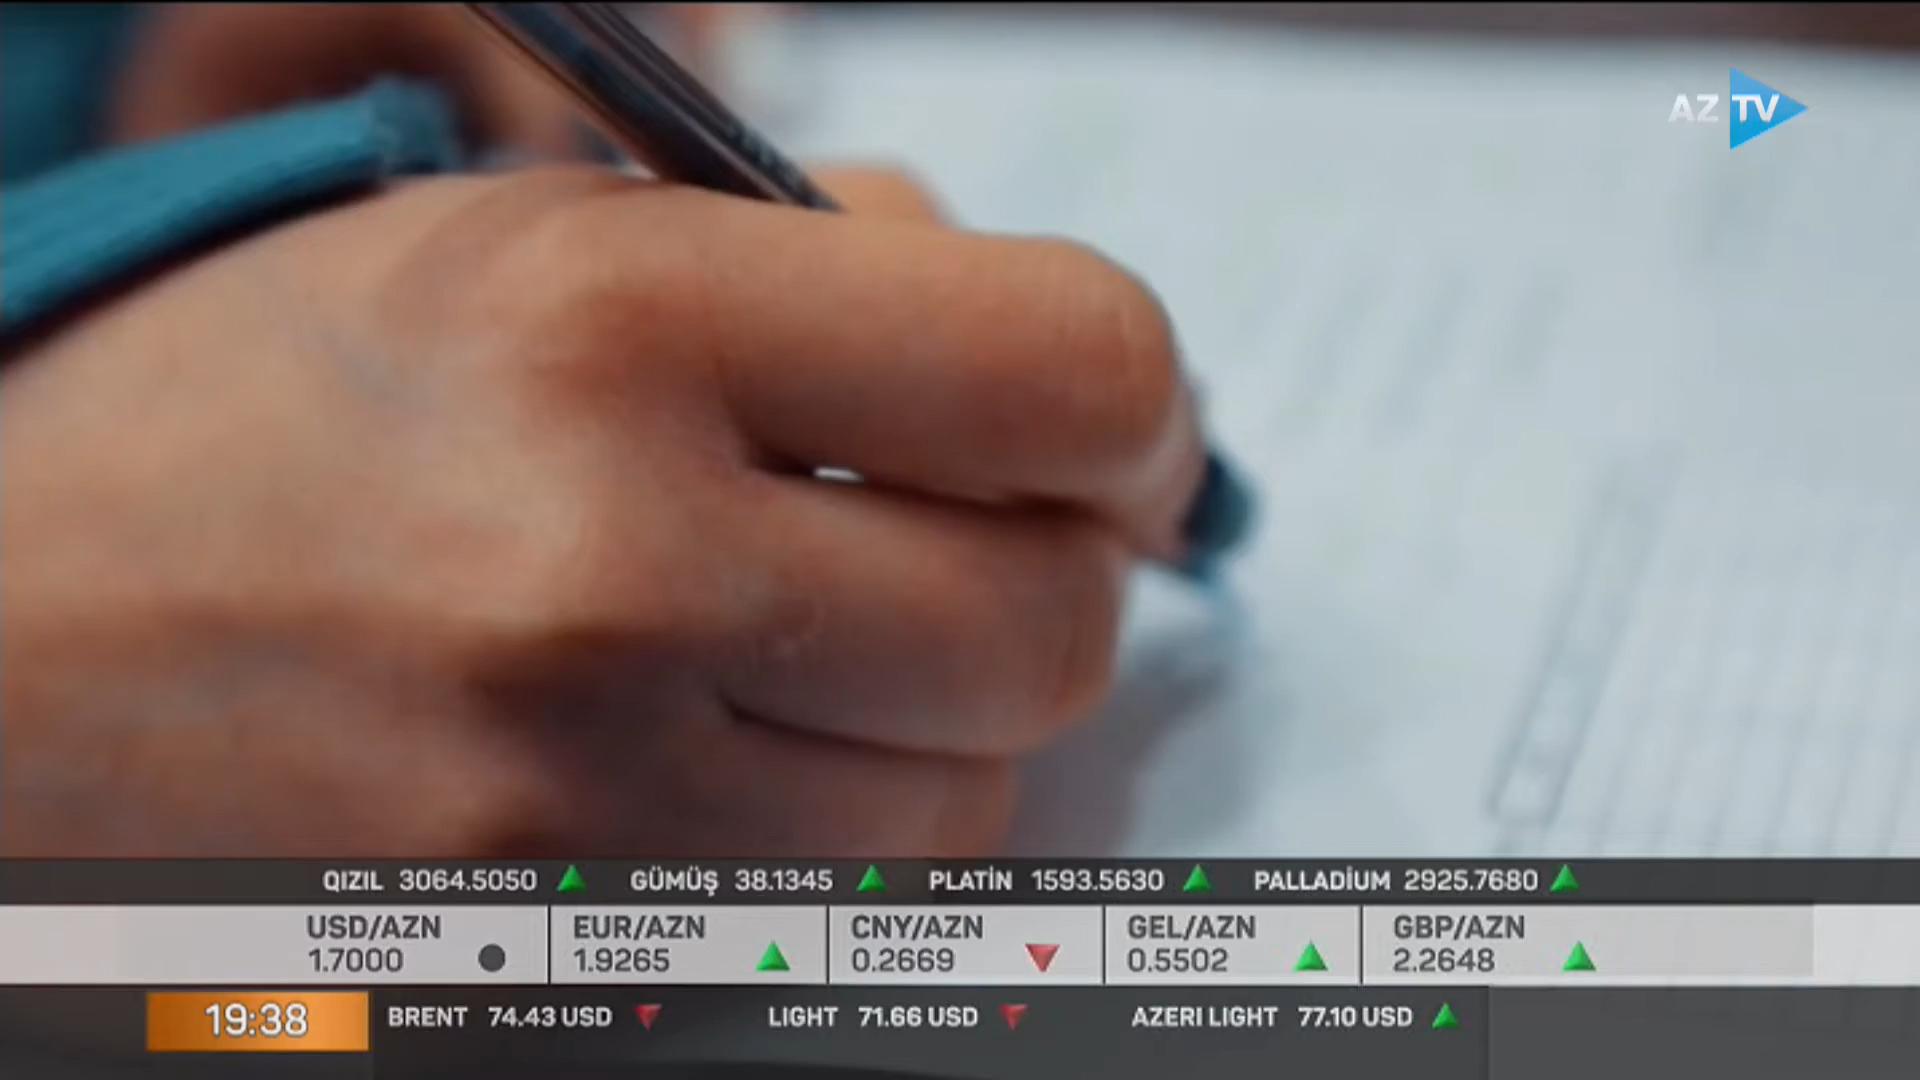 AZ TV
QIZIL 3064.5050 GÜMÜŞ 38.1345 PLATİN 1593.5630 PALLADİUM 2925.7680
USD/AZN EUR/AZN CNY/AZN GEL/AZN GBP/AZN
1.7000 1.9265 0.2669 0.5502 2.2648
19:38 BRENT 74.43 USD LIGHT 71.66 USD AZERI LIGHT 77.10 USD